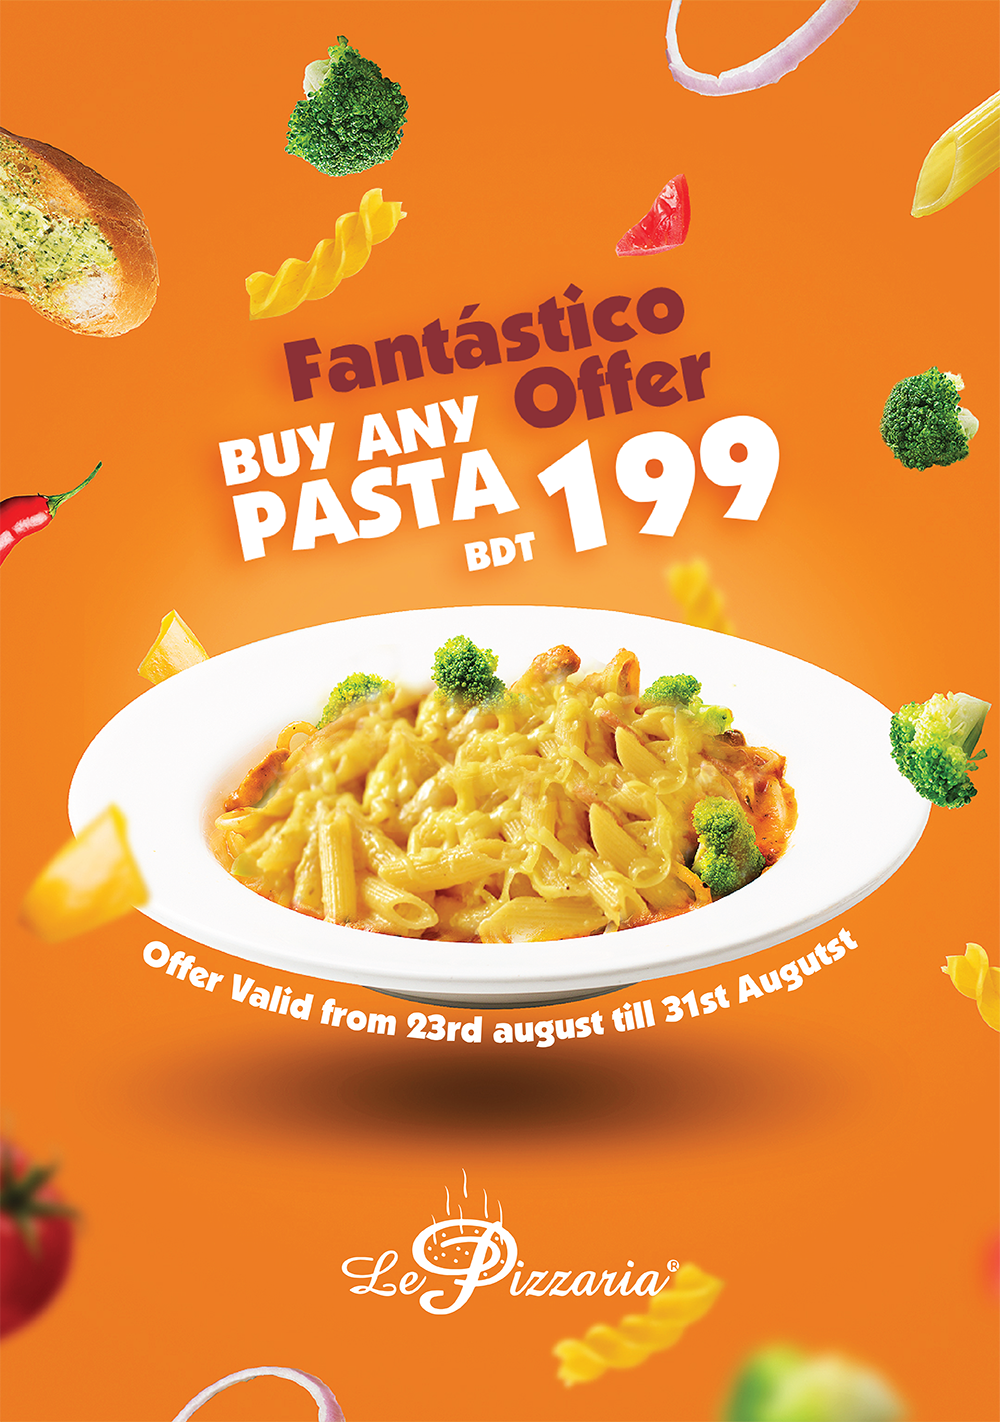 Fantástico
Offer
BUY ANY
PASTA
BDT 199
Offer Valid from 23rd august till 31st Augutst
Le Pizzaria®